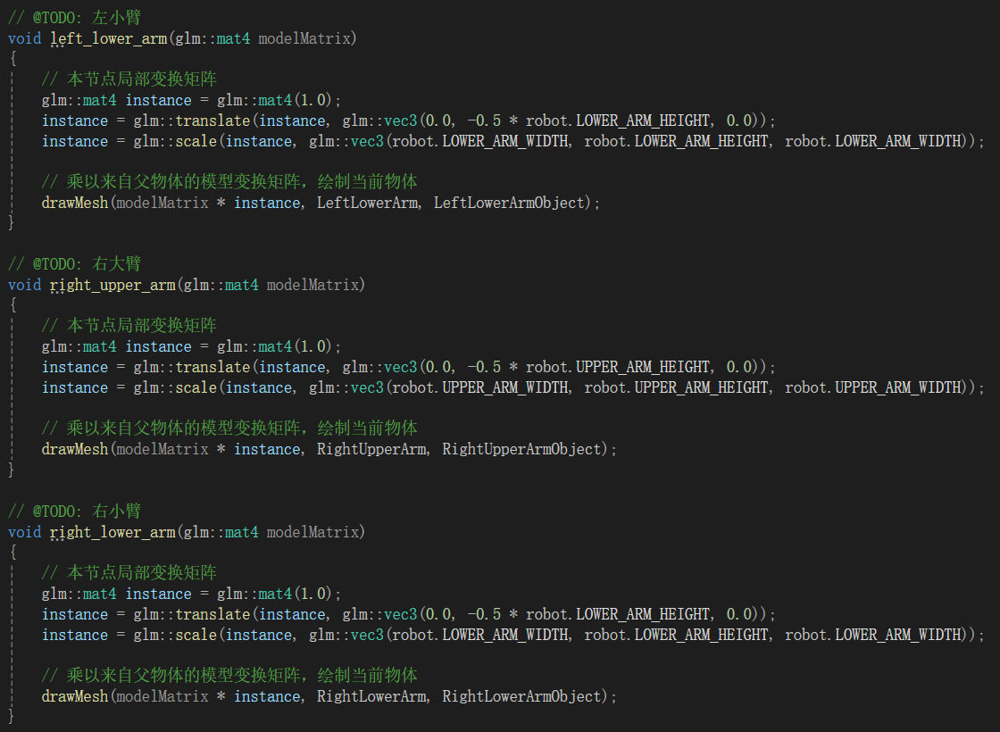 // @TODO: 左小臂
void left_lower_arm(glm::mat4 modelMatrix)
{
    // 本节点局部变换矩阵
    glm::mat4 instance = glm::mat4(1.0);
    instance = glm::translate(instance, glm::vec3(0.0, -0.5 * robot.LOWER_ARM_HEIGHT, 0.0));
    instance = glm::scale(instance, glm::vec3(robot.LOWER_ARM_WIDTH, robot.LOWER_ARM_HEIGHT, robot.LOWER_ARM_WIDTH));

    // 乘以来自父物体的模型变换矩阵，绘制当前物体
    drawMesh(modelMatrix * instance, LeftLowerArm, LeftLowerArmObject);
}

// @TODO: 右大臂
void right_upper_arm(glm::mat4 modelMatrix)
{
    // 本节点局部变换矩阵
    glm::mat4 instance = glm::mat4(1.0);
    instance = glm::translate(instance, glm::vec3(0.0, -0.5 * robot.UPPER_ARM_HEIGHT, 0.0));
    instance = glm::scale(instance, glm::vec3(robot.UPPER_ARM_WIDTH, robot.UPPER_ARM_HEIGHT, robot.UPPER_ARM_WIDTH));

    // 乘以来自父物体的模型变换矩阵，绘制当前物体
    drawMesh(modelMatrix * instance, RightUpperArm, RightUpperArmObject);
}

// @TODO: 右小臂
void right_lower_arm(glm::mat4 modelMatrix)
{
    // 本节点局部变换矩阵
    glm::mat4 instance = glm::mat4(1.0);
    instance = glm::translate(instance, glm::vec3(0.0, -0.5 * robot.LOWER_ARM_HEIGHT, 0.0));
    instance = glm::scale(instance, glm::vec3(robot.LOWER_ARM_WIDTH, robot.LOWER_ARM_HEIGHT, robot.LOWER_ARM_WIDTH));

    // 乘以来自父物体的模型变换矩阵，绘制当前物体
    drawMesh(modelMatrix * instance, RightLowerArm, RightLowerArmObject);
}